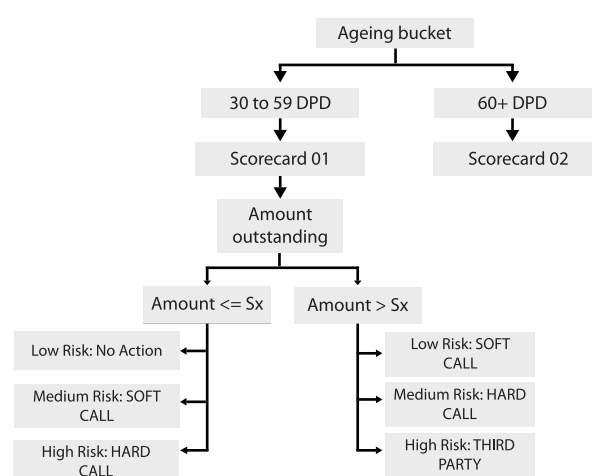 Ageing bucket
30 to 59 DPD
60+ DPD
Scorecard 01
Scorecard 02
Amount
outstanding
Amount <= Sx
Amount > Sx
Low Risk: No Action
Medium Risk: SOFT
CALL
High Risk: HARD
CALL
Low Risk: SOFT
CALL
Medium Risk: HARD
CALL
High Risk: THIRD
PARTY